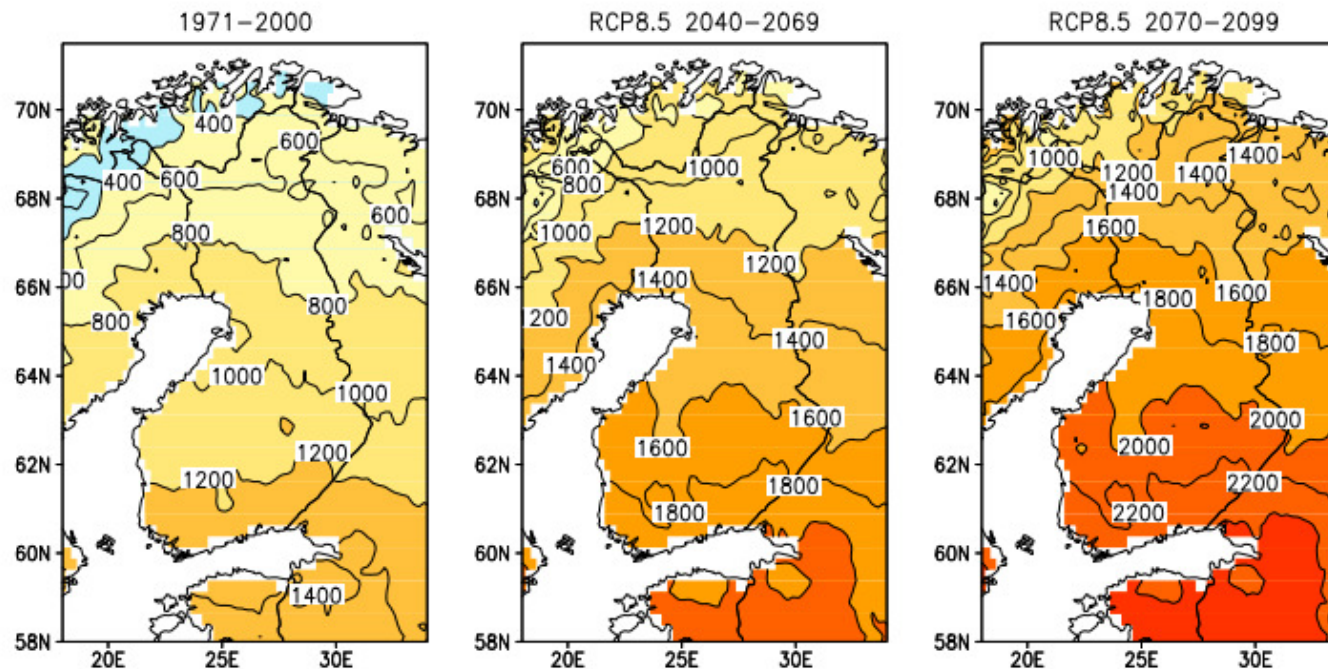 1971−2000 RCP8.5 2040−2069 RCP8.5 2070−2099
70N 400 600 70N 1000 70N 1400
400 600 600 1000 1200 1400
68N 600 68N 800 68N 1400
800 1000 1200 1600
66N 800 66N 1400 1200 66N 1400 1800 1600
800 1200 1400 1600 1800
64N 1000 1000 64N 1400 64N
1600 2000
62N 1200 1200 62N 1600 1800 62N 2000 2200
1800 2200
60N 60N 60N
1400
58N 58N 58N
20E 25E 30E 20E 25E 30E 20E 25E 30E